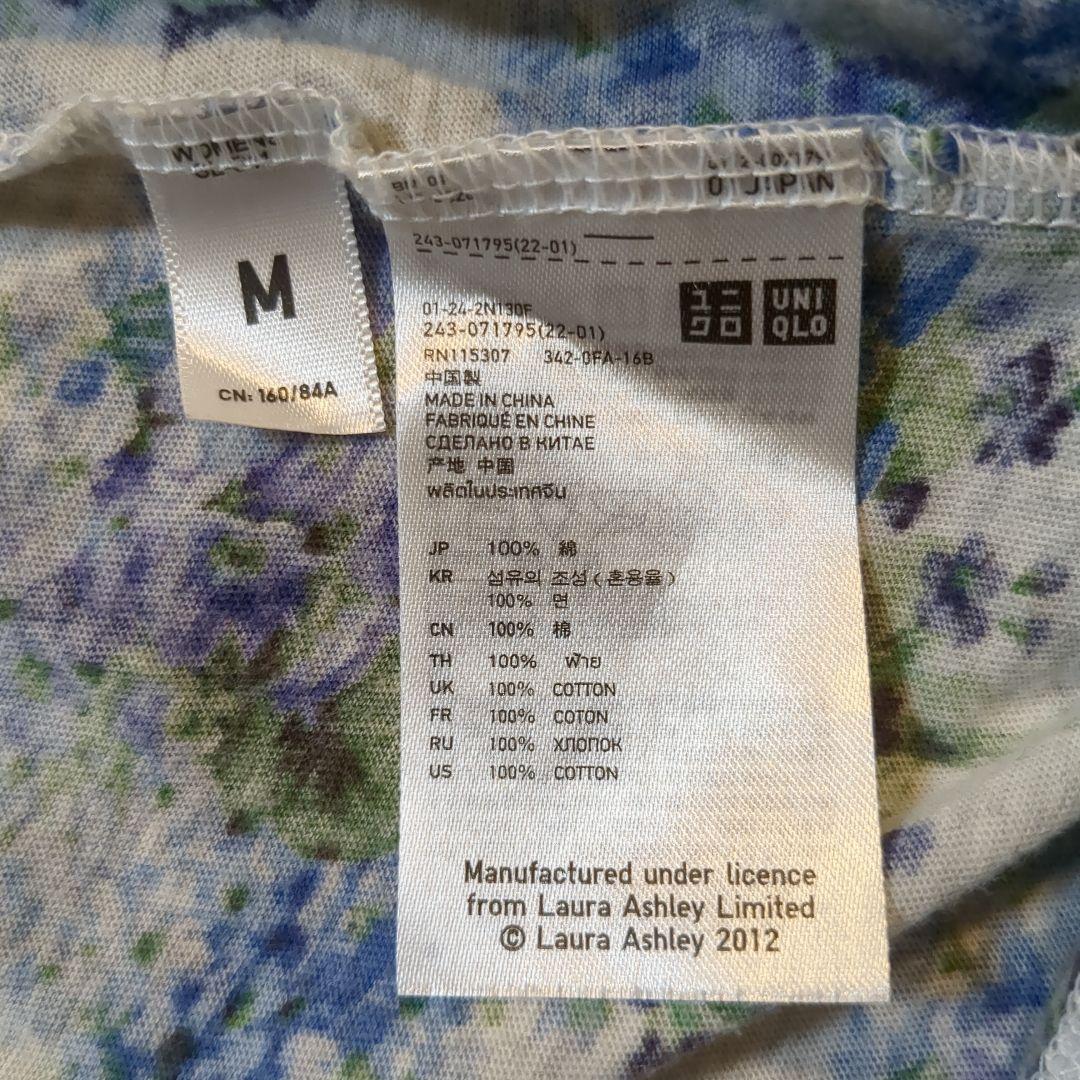 WOMEN
M
CN: 160/84A
01 JAPAN
243-071795(22-01)
01-24-2N130F
243-071795(22-01)
RN115307 342-0FA-16B
ユニ
クロ
UNI
QLO
中国製
MADE IN CHINA
FABRIQUÉ EN CHINE
СДЕЛАНО В КИТАЕ
产地 中国
ผลิตในประเทศจีน
JP 100% 綿
KR 섬유의 조성 ( 혼용율 )
100% 면
CN 100% 棉
TH 100% ฝ้าย
UK 100% COTTON
FR 100% COTON
RU 100% ХЛОПОК
US 100% COTTON
Manufactured under licence
from Laura Ashley Limited
© Laura Ashley 2012